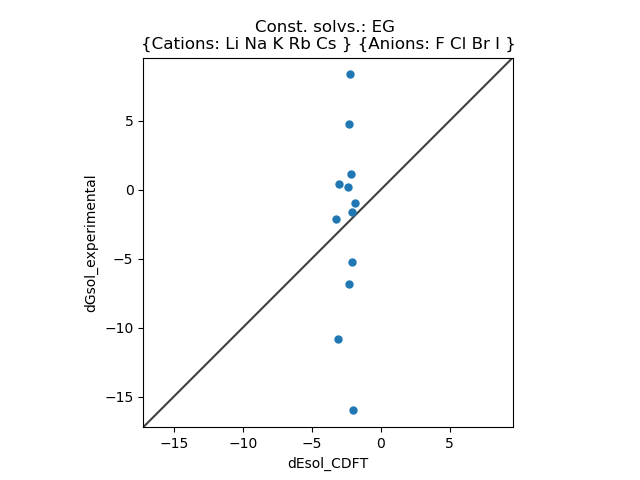 Const. solvs.: EG
{Cations: Li Na K Rb Cs } {Anions: F Cl Br I }
5
0
−5
−10
−15
dGsol_experimental
−15 −10 −5 0 5
dEsol_CDFT